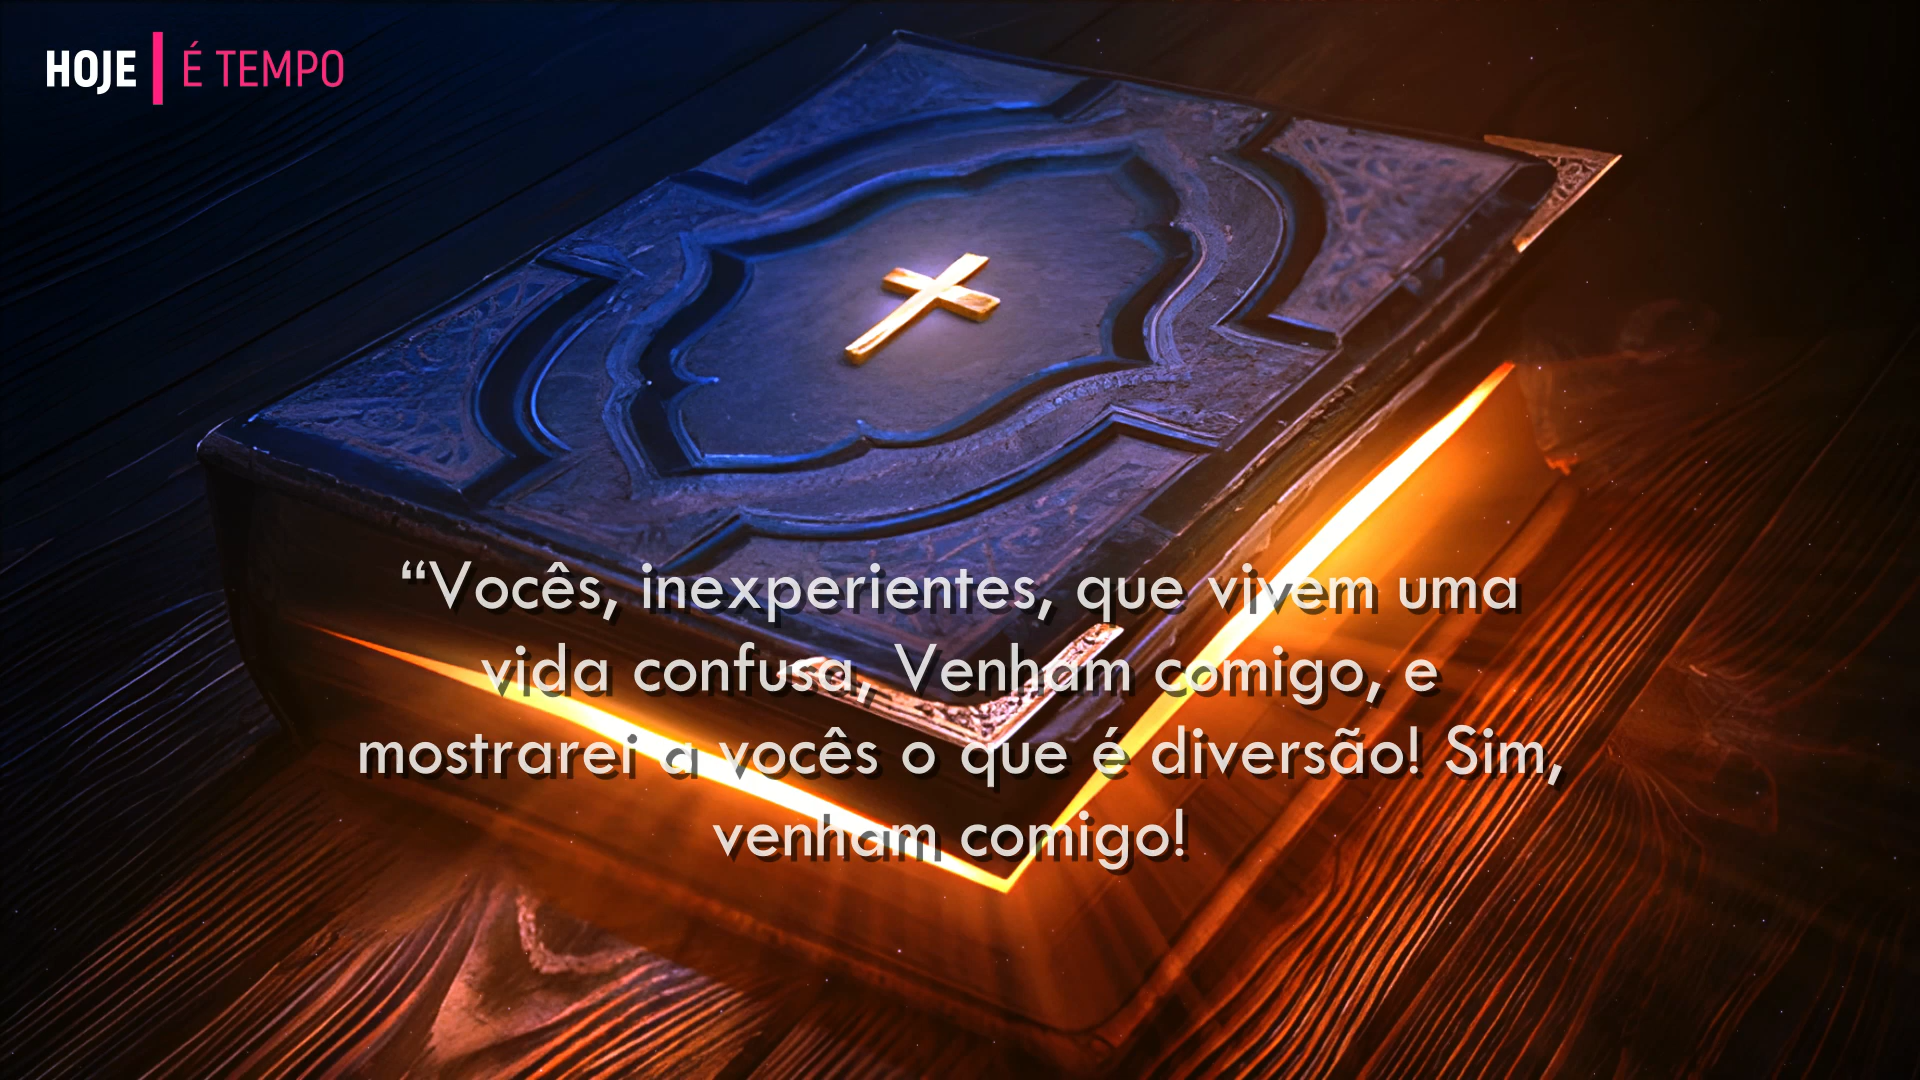 HOJE É TEMPO
“Vocês, inexperientes, que vivem uma
vida confusa, Venham comigo, e
mostrarei a vocês o que é diversão! Sim,
venham comigo!